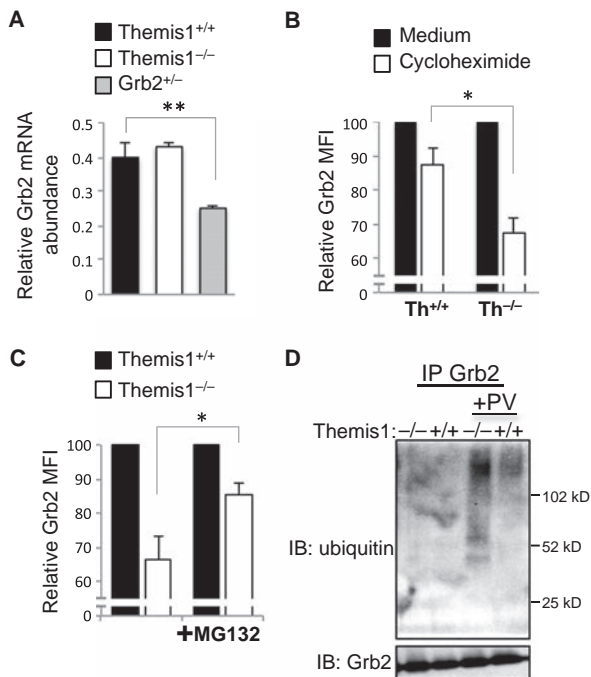 A
Themis1+/+
Themis1−/−
Grb2+/−
**
Relative Grb2 mRNA
abundance
0.5
0.4
0.3
0.2
0.1
0
B
Medium
Cycloheximide
*
Relative Grb2 MFI
100
90
80
70
60
0
Th+/+
Th−/−
C
Themis1+/+
Themis1−/−
*
Relative Grb2 MFI
100
90
80
70
60
0
+MG132
D
IP Grb2
+PV
Themis1: −/− +/+ −/− +/+
102 kD
IB: ubiquitin
52 kD
25 kD
IB: Grb2